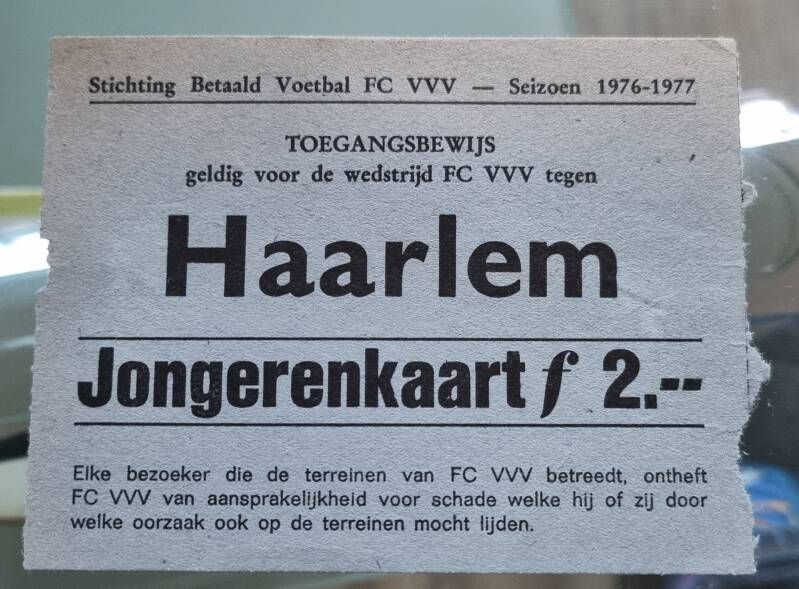 Stichting Betaald Voetbal FC VVV — Seizoen 1976-1977
TOEGANGSBEWIJS
geldig voor de wedstrijd FC VVV tegen
Haarlem
Jongerenkaart ƒ 2.--
Elke bezoeker die de terreinen van FC VVV betreedt, ontheft
FC VVV van aansprakelijkheid voor schade welke hij of zij door
welke oorzaak ook op de terreinen mocht lijden.